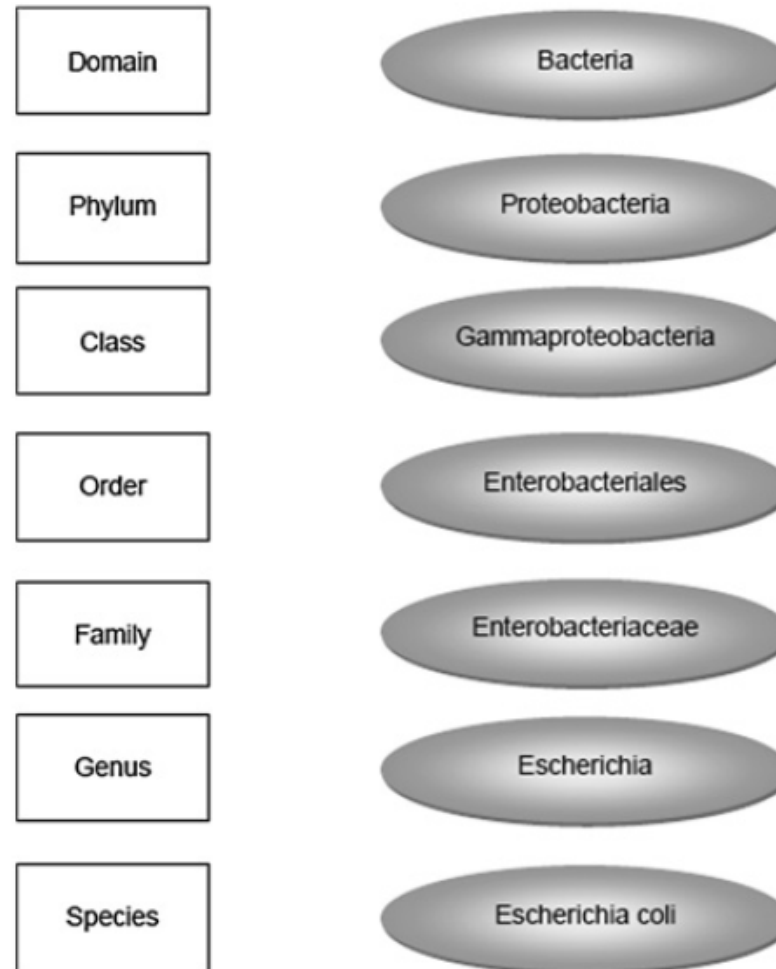 Domain Bacteria
Phylum Proteobacteria
Class Gammaproteobacteria
Order Enterobacteriales
Family Enterobacteriaceae
Genus Escherichia
Species Escherichia coli